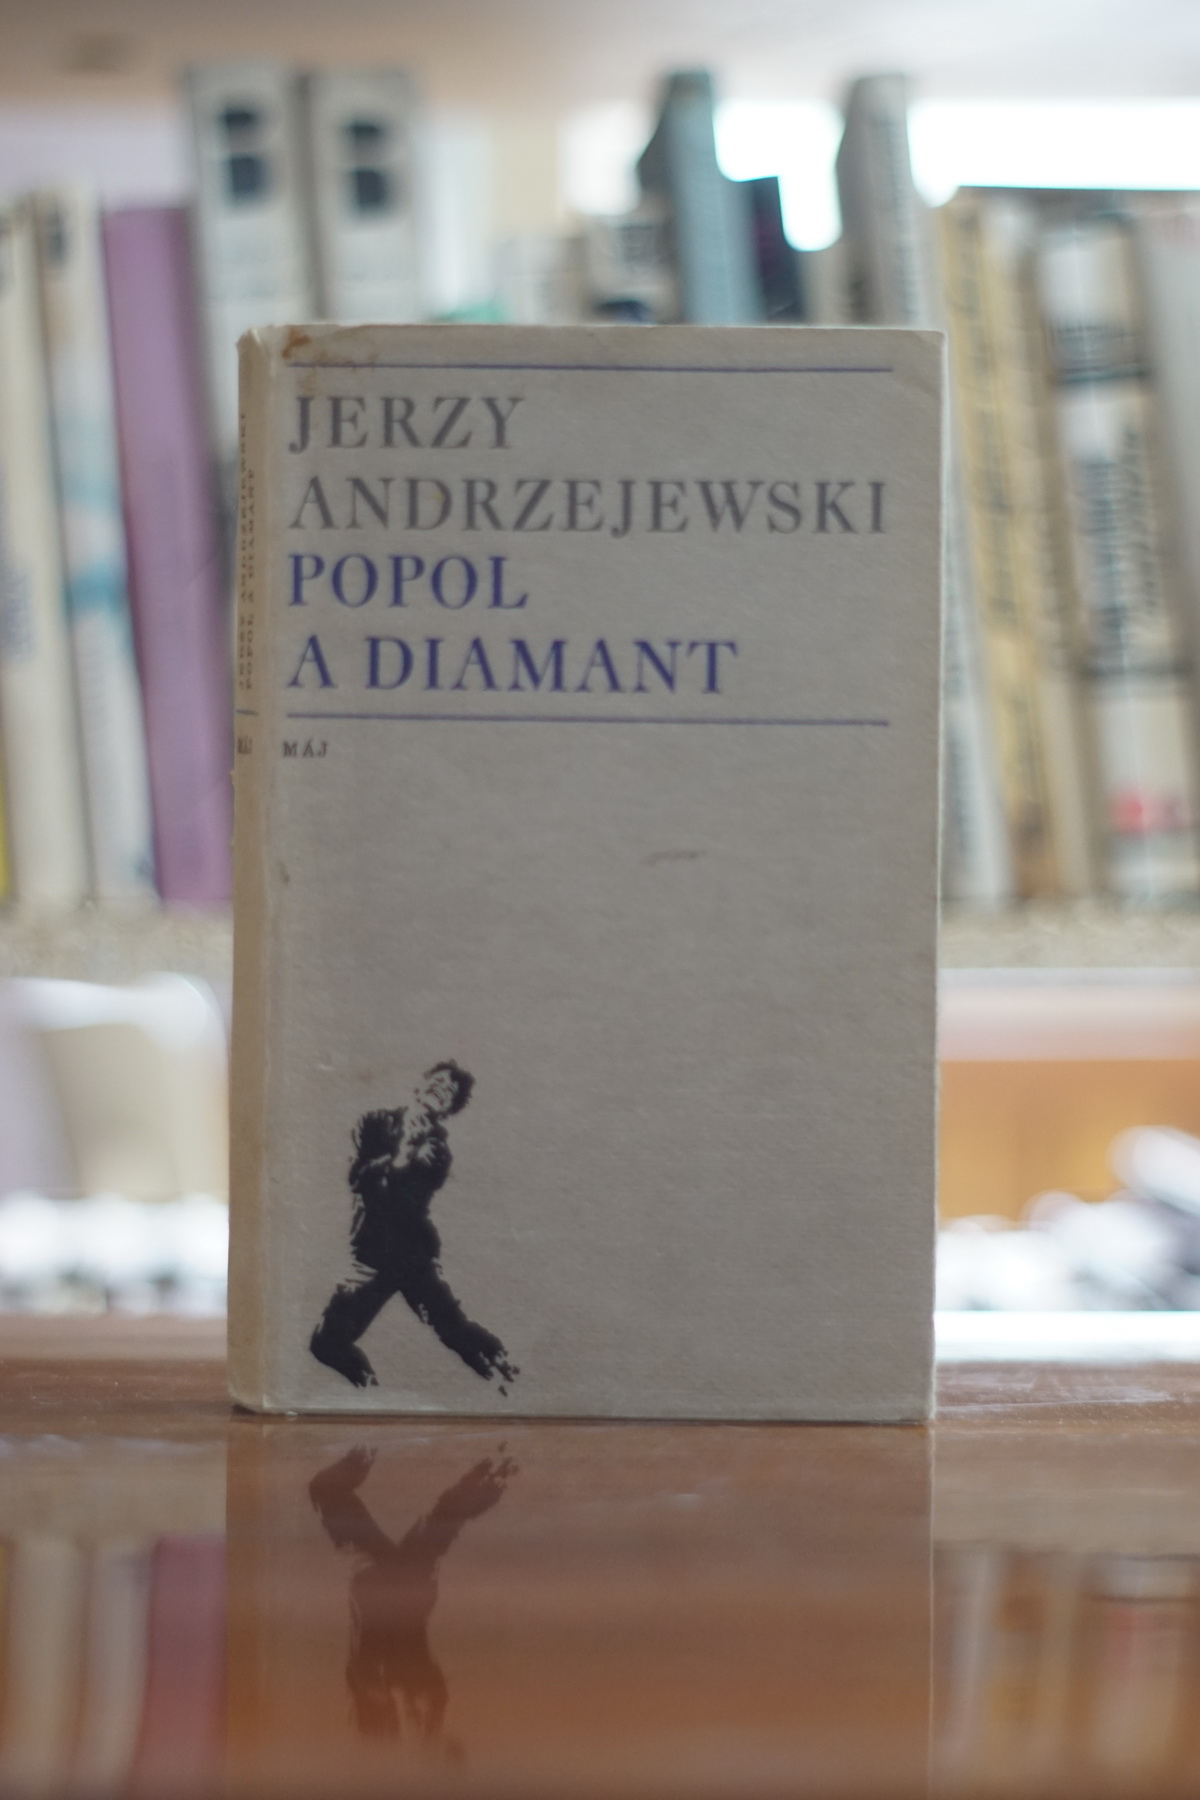 JERZY
ANDRZEJEWSKI
POPOL
A DIAMANT
MÁJ
JERZY ANDRZEJEWSKI
POPOL A DIAMANT
MÁJ